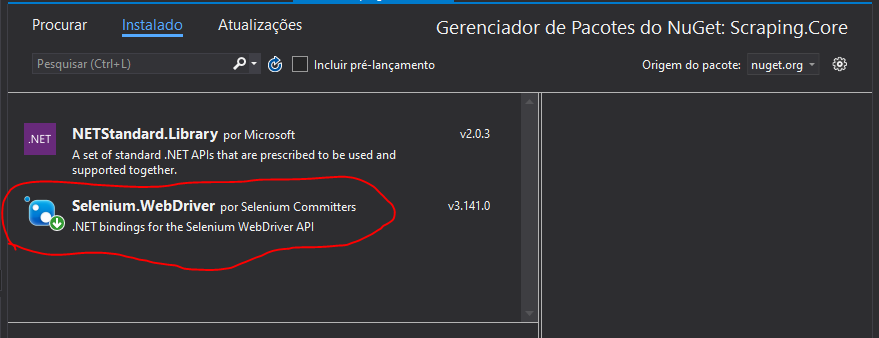 Procurar Instalado Atualizações Gerenciador de Pacotes do NuGet: Scraping.Core
Pesquisar (Ctrl+L) Incluir pré-lançamento Origem do pacote: nuget.org
.NET NETStandard.Library por Microsoft v2.0.3
A set of standard .NET APIs that are prescribed to be used and
supported together.
Selenium.WebDriver por Selenium Committers v3.141.0
.NET bindings for the Selenium WebDriver API